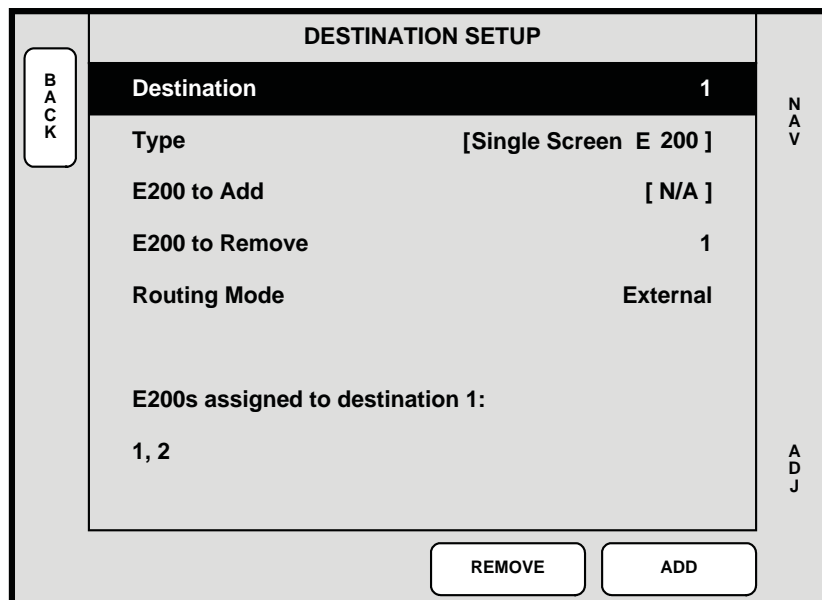 DESTINATION SETUP
BACK
Destination 1
NAV
Type [Single Screen E 200 ]
E200 to Add [ N/A ]
E200 to Remove 1
Routing Mode External
E200s assigned to destination 1:
1, 2
ADJ
REMOVE ADD